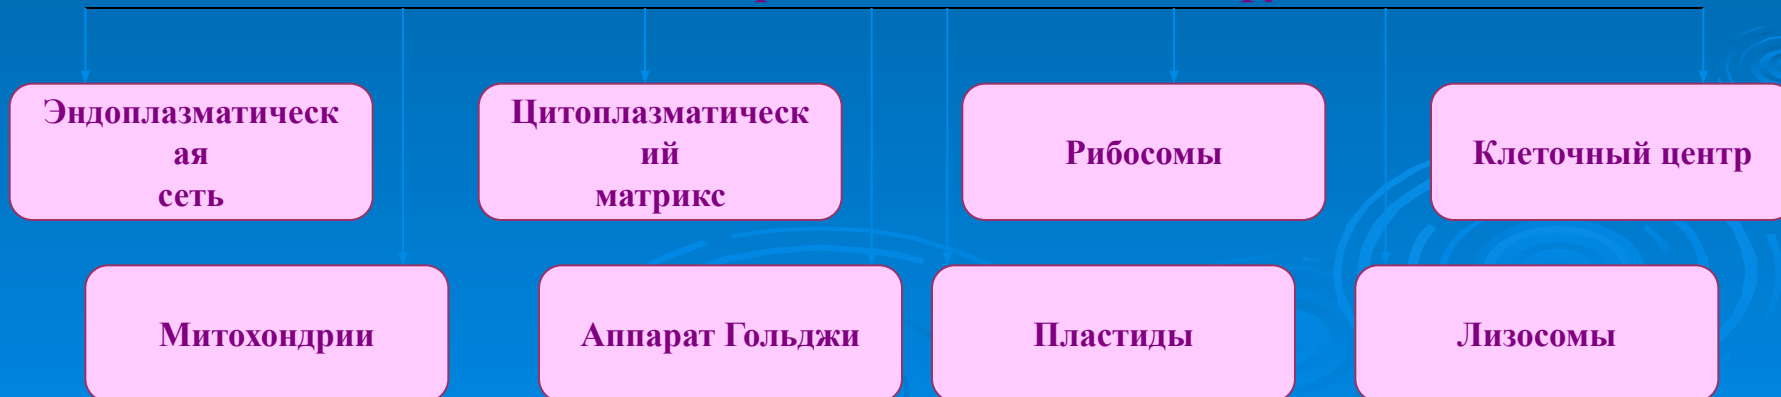 Эндоплазматическ
ая
сеть
Цитоплазматическ
ий
матрикс
Рибосомы
Клеточный центр
Митохондрии
Аппарат Гольджи
Пластиды
Лизосомы